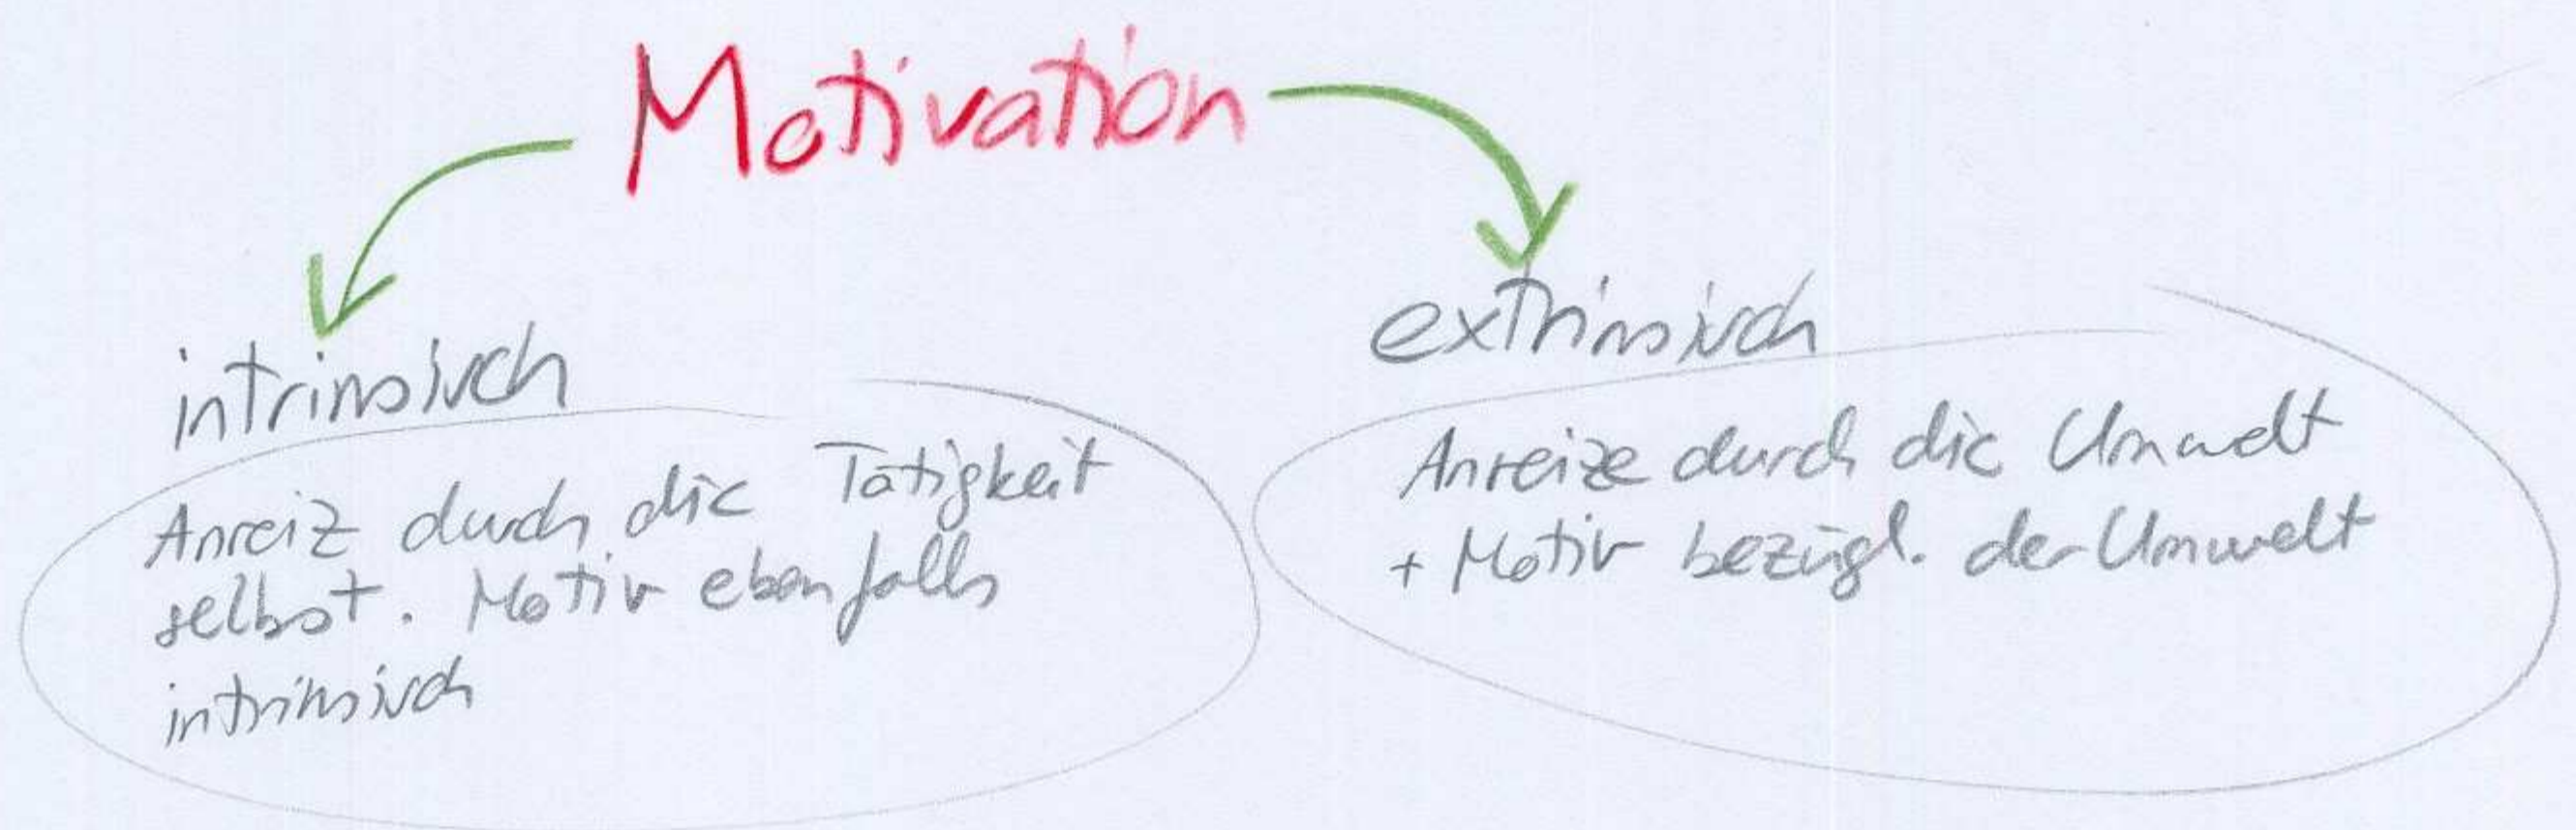 Motivation
intrinsisch
Anreiz durch die Tätigkeit
selbst. Motiv ebenfalls
intrinsisch
extrinsisch
Anreize durch die Umwelt
+ Motiv bezügl. der Umwelt